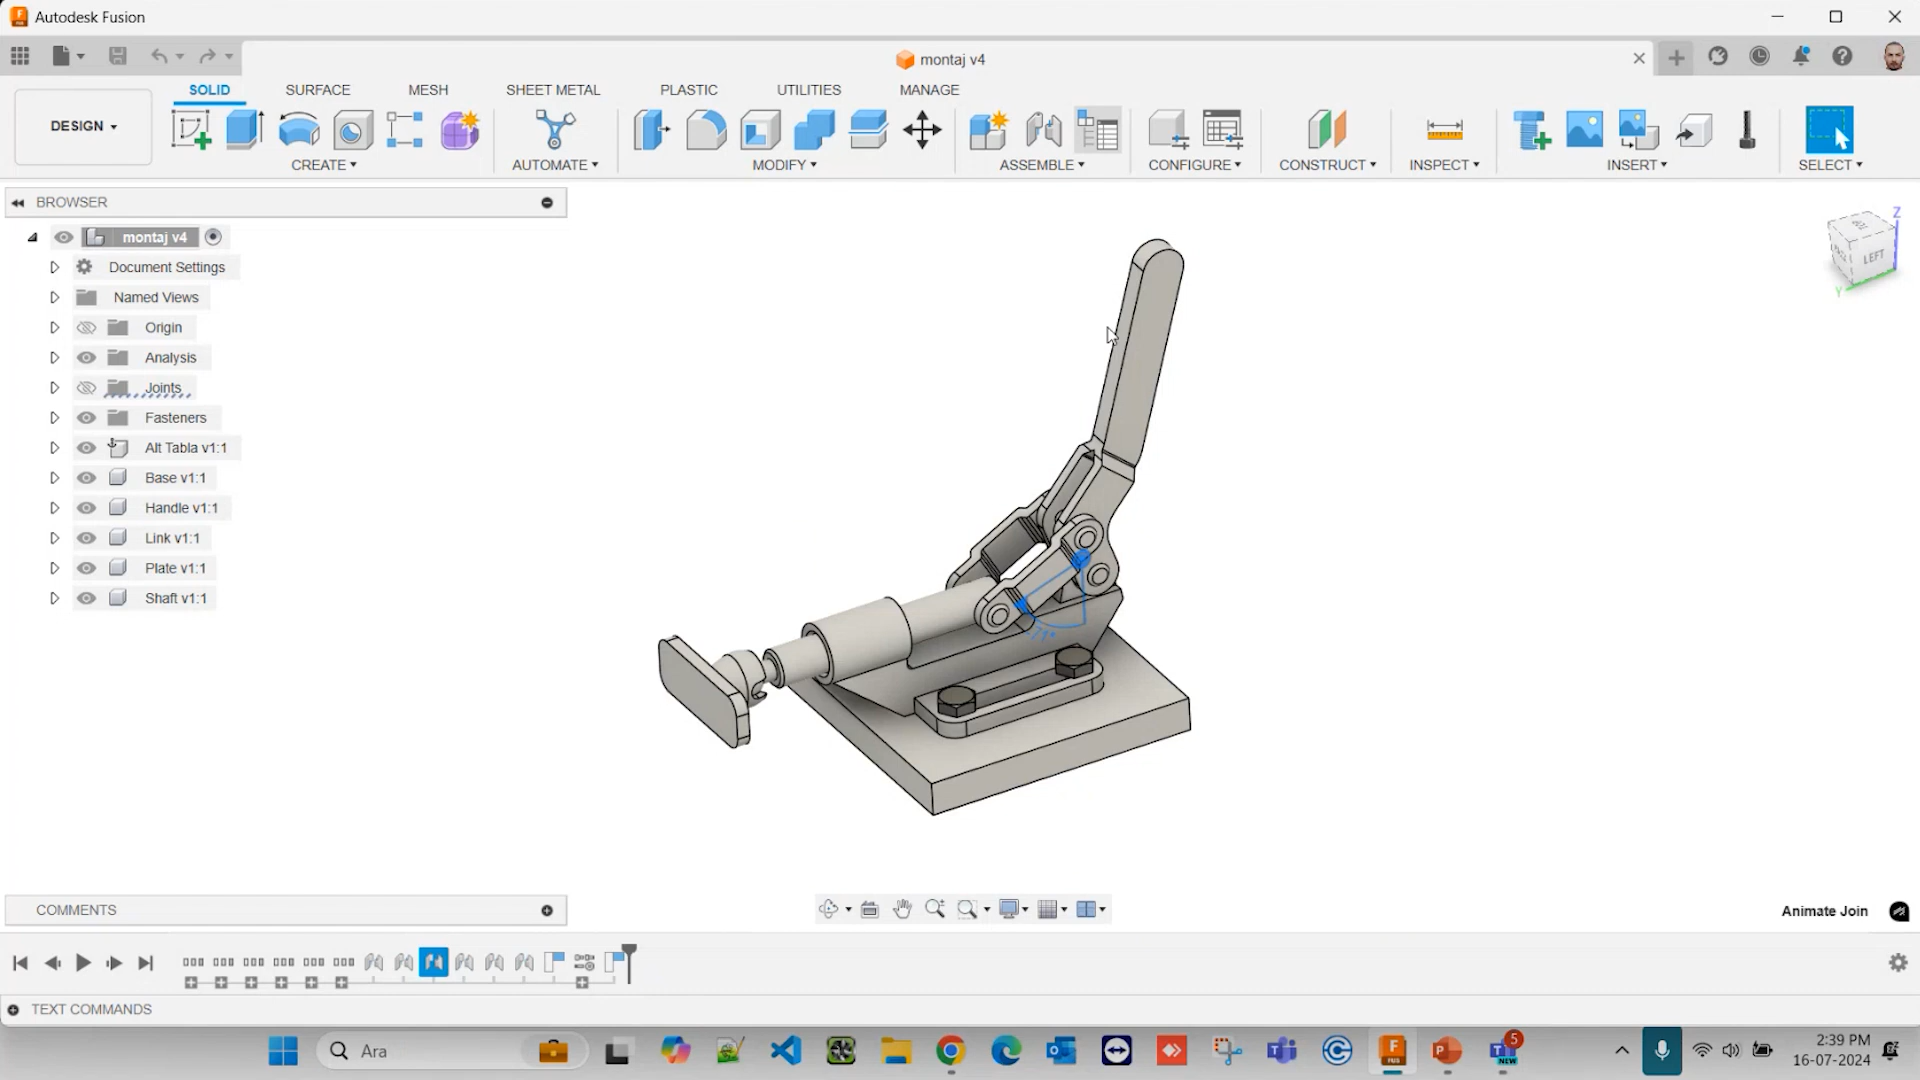 Autodesk Fusion
montaj v4
SOLID SURFACE MESH SHEET METAL PLASTIC UTILITIES MANAGE
DESIGN
CREATE AUTOMATE MODIFY ASSEMBLE CONFIGURE CONSTRUCT INSPECT INSERT SELECT
BROWSER
montaj v4
Document Settings
Named Views
Origin
Analysis
Joints
Fasteners
Alt Tabla v1:1
Base v1:1
Handle v1:1
Link v1:1
Plate v1:1
Shaft v1:1
Z
LEFT
Y
COMMENTS
Animate Join
TEXT COMMANDS
Ara
5
NEW
2:39 PM
16-07-2024